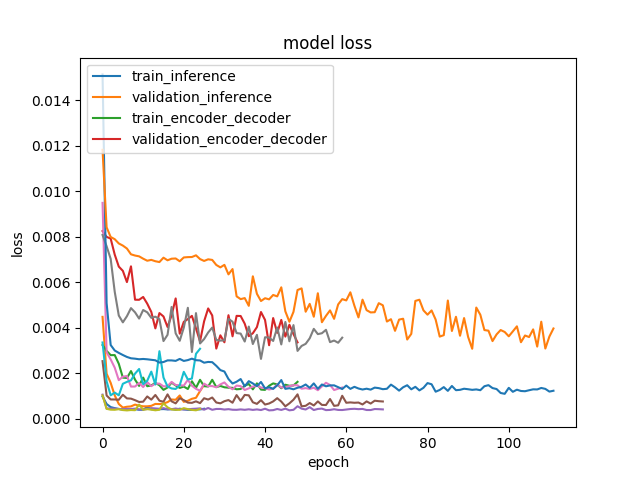 model loss
train_inference
validation_inference
train_encoder_decoder
validation_encoder_decoder
loss
0.014
0.012
0.010
0.008
0.006
0.004
0.002
0.000
0 20 40 60 80 100
epoch